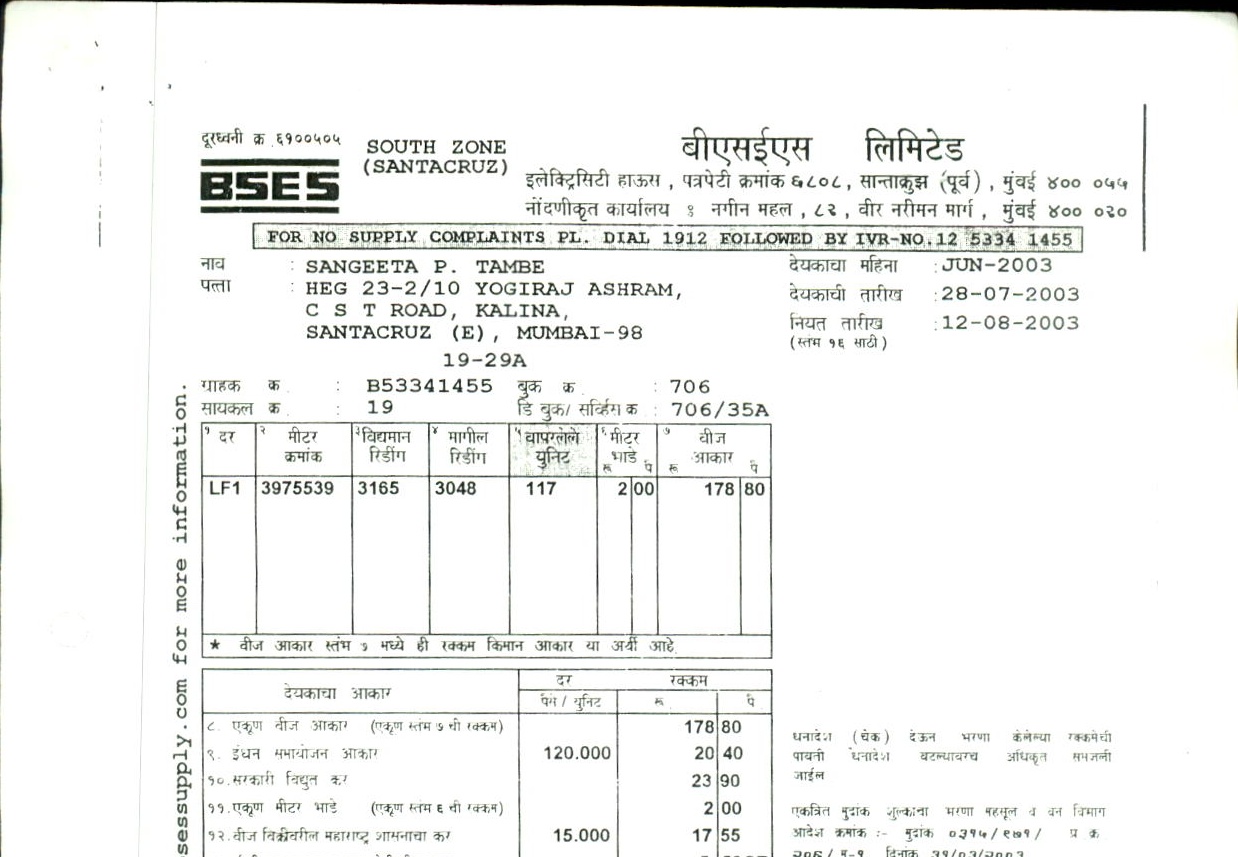 दूरध्वनी क्र ६१००५०५
BSES
SOUTH ZONE
(SANTACRUZ)
बीएसईएस लिमिटेड
इलेक्ट्रिसिटी हाऊस , पत्रपेटी क्रमांक ६८०८, सान्ताक्रुझ (पूर्व) , मुंबई ४०० ०५५
नोंदणीकृत कार्यालय : नगीन महल , ८२ , वीर नरीमन मार्ग , मुंबई ४०० ०२०
FOR NO SUPPLY COMPLAINTS PL. DIAL 1912 FOLLOWED BY IVR-NO.12 5334 1455
नाव : SANGEETA P. TAMBE
पत्ता : HEG 23-2/10 YOGIRAJ ASHRAM,
C S T ROAD, KALINA,
SANTACRUZ (E), MUMBAI-98
19-29A
देयकाचा महिना : JUN-2003
देयकाची तारीख : 28-07-2003
नियत तारीख : 12-08-2003
(स्तंभ १६ साठी)
ग्राहक क्र. : B53341455 बुक क्र. : 706
सायकल क्र. : 19 डि बुक/ सर्व्हिस क्र : 706/35A
१ दर २ मीटर क्रमांक ३ विद्यमान रिडींग ४ मागील रिडींग ५ वापरलेले युनिट ६ मीटर भाडे रू पै ७ वीज आकार रू पै
LF1 3975539 3165 3048 117 2 00 178 80
* वीज आकार स्तंभ ७ मध्ये ही रक्कम किमान आकार या अर्थी आहे.
देयकाचा आकार दर रक्कम
पैसे / युनिट रू पै
८. एकूण वीज आकार (एकूण स्तंभ ७ ची रक्कम) 178 80
९. इंधन समायोजन आकार 120.000 20 40
१०. सरकारी विद्युत कर 23 90
११. एकूण मीटर भाडे (एकूण स्तंभ ६ ची रक्कम) 2 00
१२. वीज विक्रीवरील महाराष्ट्र शासनाचा कर 15.000 17 55
धनादेश (चेक) देऊन भरणा केलेल्या रक्कमेची
पावती धनादेश वटल्यावरच अधिकृत समजली
जाईल
एकत्रित मुद्रांक शुल्काचा भरणा महसूल व वन विभाग
आदेश क्रमांक :- मुद्रांक ०३१५/ ९७१/ प्र क्र
२०६/ म-१ दिनांक ३१/०३/२००३
sessupply.com for more information.